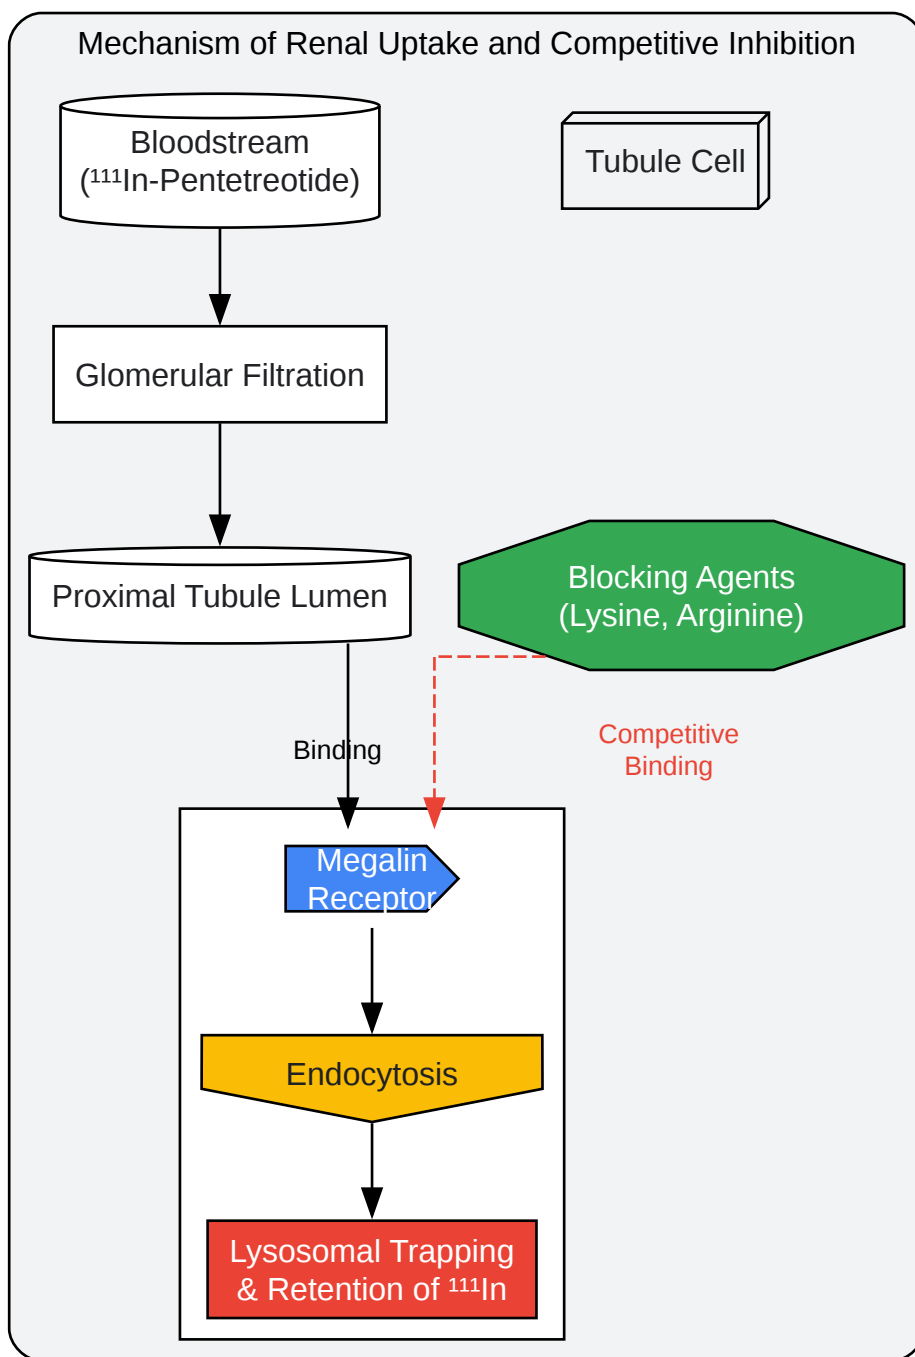 Mechanism of Renal Uptake and Competitive Inhibition
Bloodstream
(¹¹¹In-Pentetreotide)
Tubule Cell
Glomerular Filtration
Proximal Tubule Lumen
Blocking Agents
(Lysine, Arginine)
Binding
Competitive
Binding
Megalin
Receptor
Endocytosis
Lysosomal Trapping
& Retention of ¹¹¹In